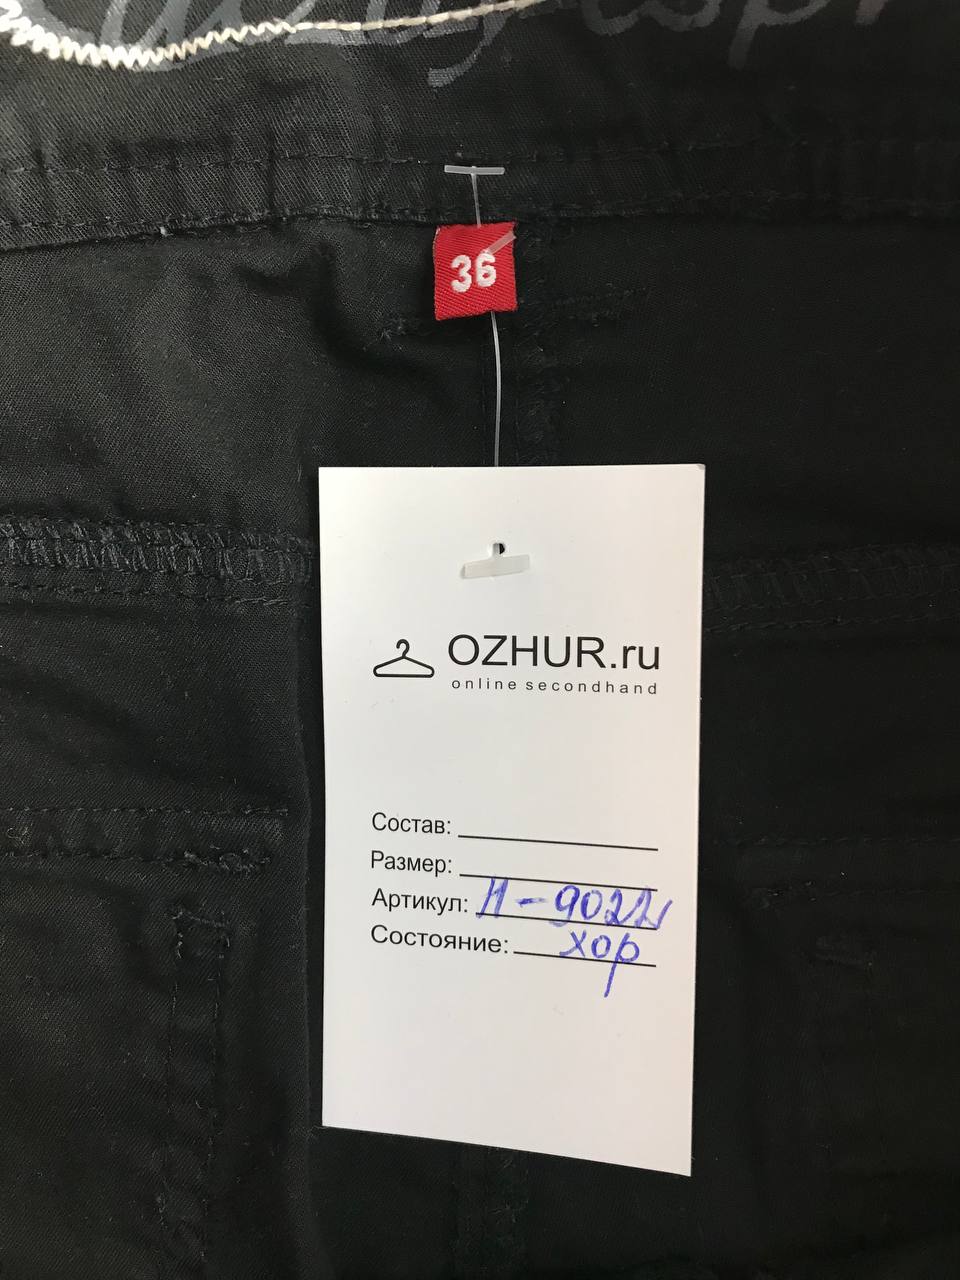 36
OZHUR.ru
online secondhand
Состав:
Размер:
Артикул: Н-9022
Состояние: хор